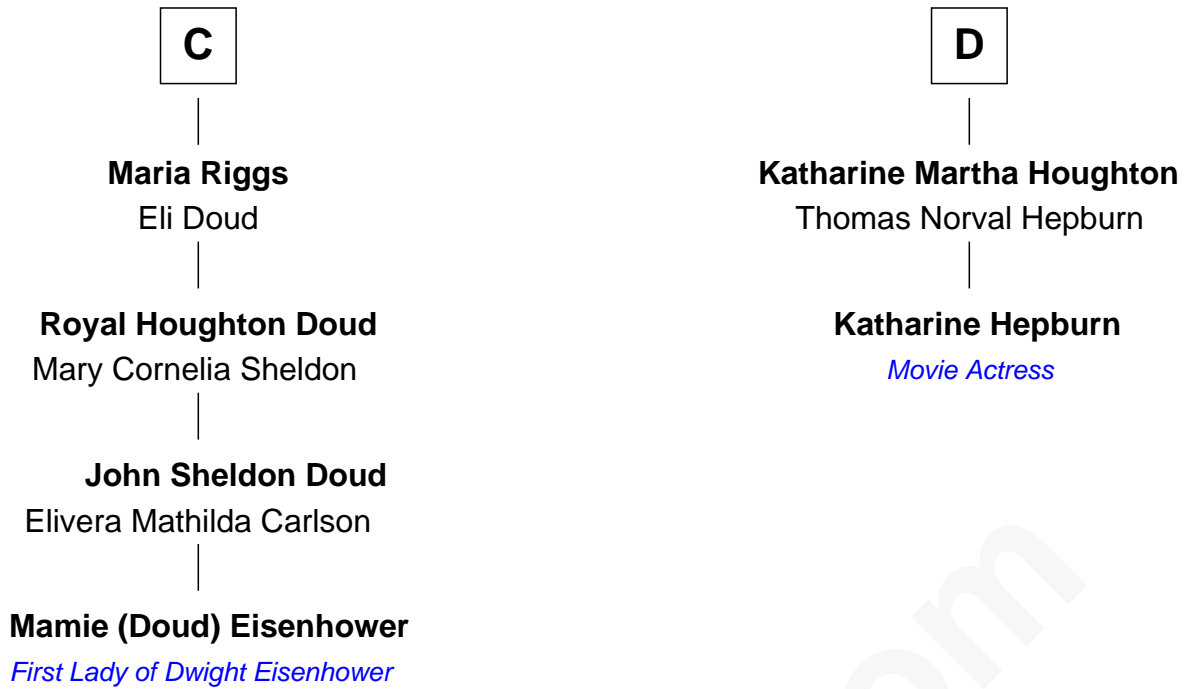 C
Maria Riggs
Eli Doud
Royal Houghton Doud
Mary Cornelia Sheldon
John Sheldon Doud
Elivera Mathilda Carlson
Mamie (Doud) Eisenhower
First Lady of Dwight Eisenhower
D
Katharine Martha Houghton
Thomas Norval Hepburn
Katharine Hepburn
Movie Actress
om